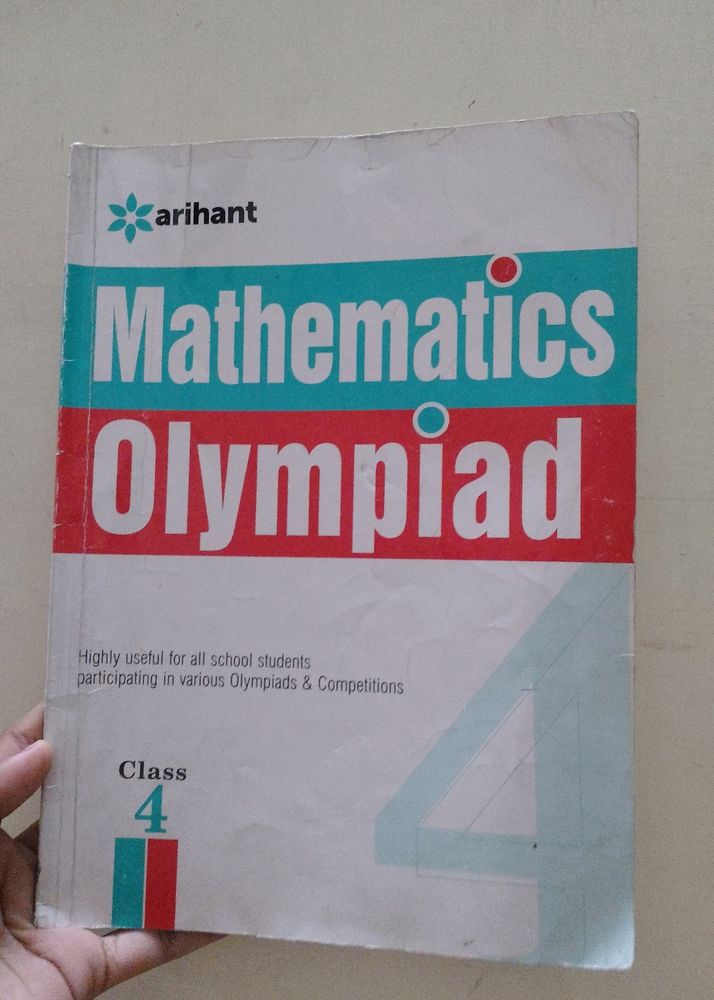 arihant
Mathematics
Olympiad
Highly useful for all school students
participating in various Olympiads & Competitions
Class
4
4